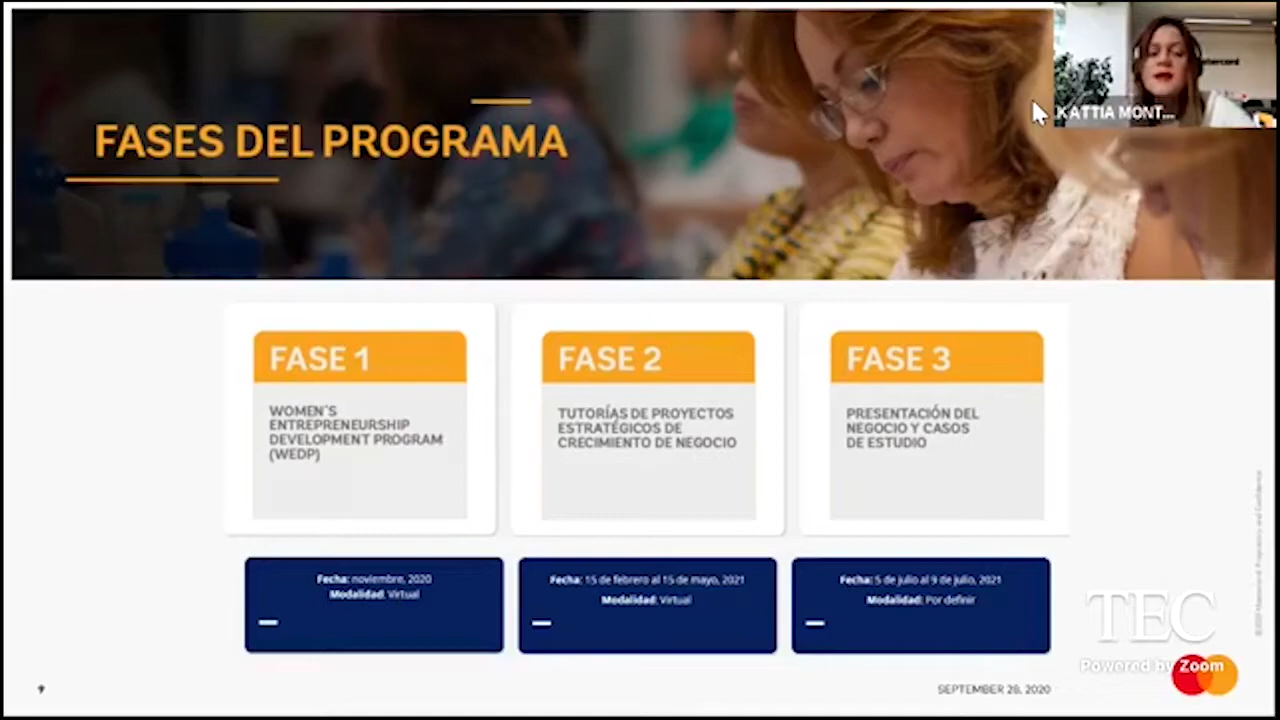 FASES DEL PROGRAMA
KATTIA MONT...
FASE 1
WOMEN´S
ENTREPRENEURSHIP
DEVELOPMENT PROGRAM
(WEDP)
FASE 2
TUTORÍAS DE PROYECTOS
ESTRATÉGICOS DE
CRECIMIENTO DE NEGOCIO
FASE 3
PRESENTACIÓN DEL
NEGOCIO Y CASOS
DE ESTUDIO
Fecha: noviembre, 2020
Modalidad: Virtual
Fecha: 15 de febrero al 15 de mayo, 2021
Modalidad: Virtual
Fecha: 5 de julio al 9 de julio, 2021
Modalidad: Por definir
TEC
Powered by Zoom
9
SEPTEMBER 28, 2020